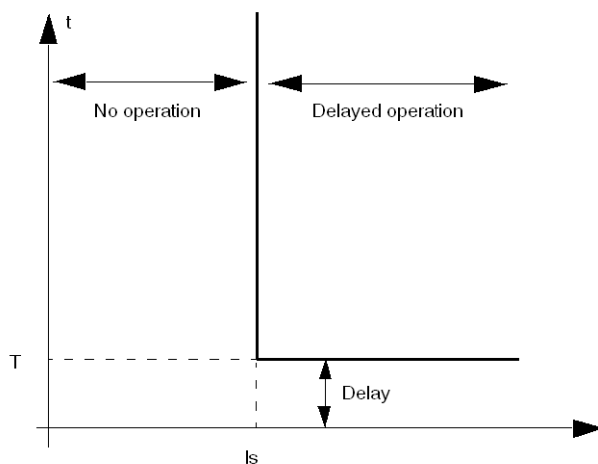 t
No operation
Delayed operation
T
Delay
Is